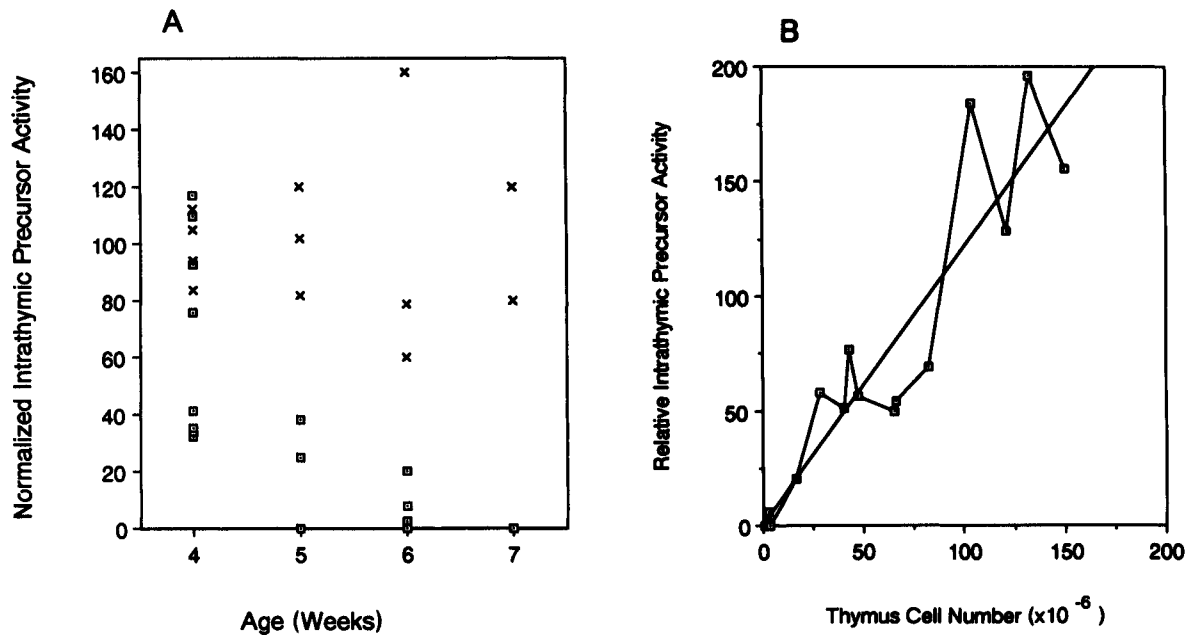 A
Normalized Intrathymic Precursor Activity
160
140
120
100
80
60
40
20
0
4 5 6 7
Age (Weeks)
B
Relative Intrathymic Precursor Activity
200
150
100
50
0
0 50 100 150 200
Thymus Cell Number (x10 -6 )